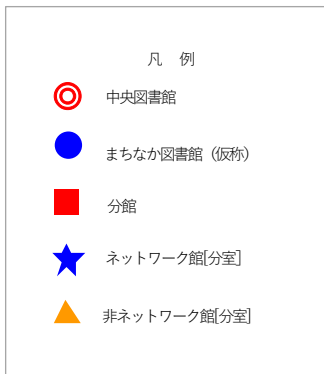 凡　例
中央図書館
まちなか図書館（仮称）
分館
ネットワーク館[分室]
非ネットワーク館[分室]